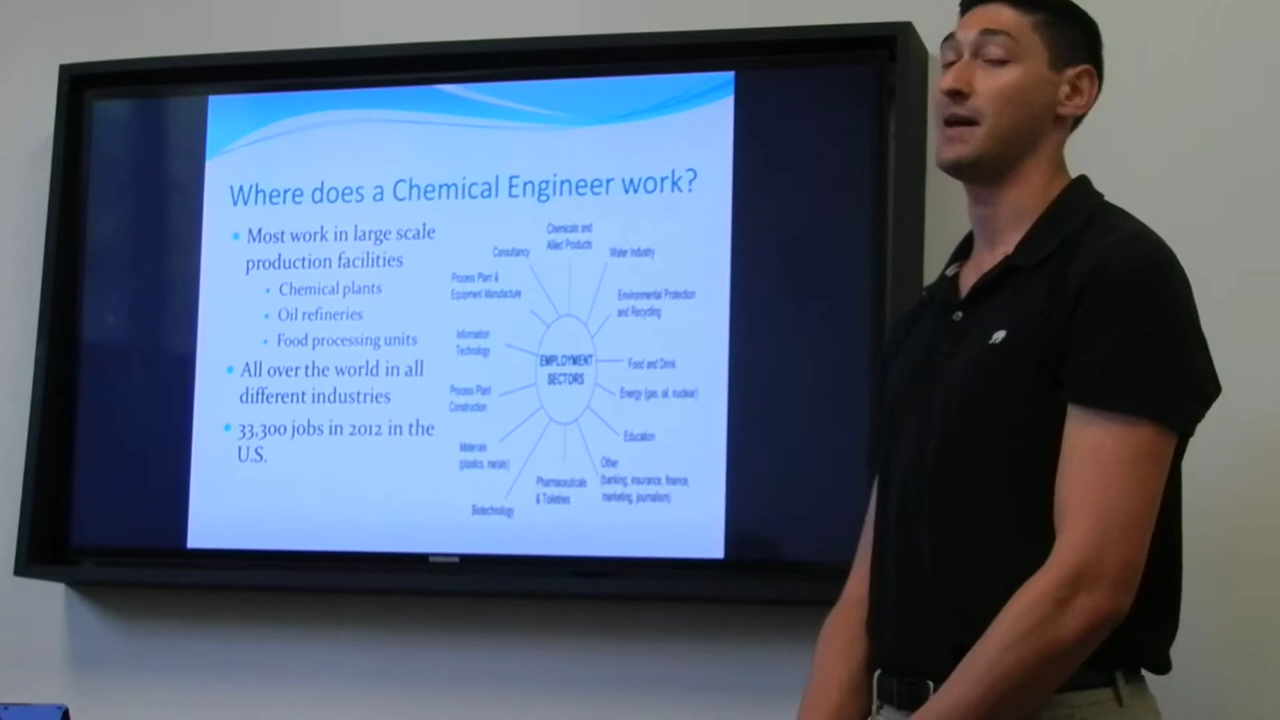 Where does a Chemical Engineer work?
Most work in large scale
production facilities
Chemical plants
Oil refineries
Food processing units
All over the world in all
different industries
33,300 jobs in 2012 in the
U.S.
Chemicals and
Allied Products
Consultancy
Water Industry
Process Plant &
Equipment Manufacture
Environmental Protection
and Recycling
Information
Technology
EMPLOYMENT
SECTORS
Food and Drink
Process Plant
Construction
Energy (gas, oil, nuclear)
Education
Materials
(plastics, metals)
Other
(banking, insurance, finance,
marketing, journalism)
Pharmaceuticals
& Toiletries
Biotechnology